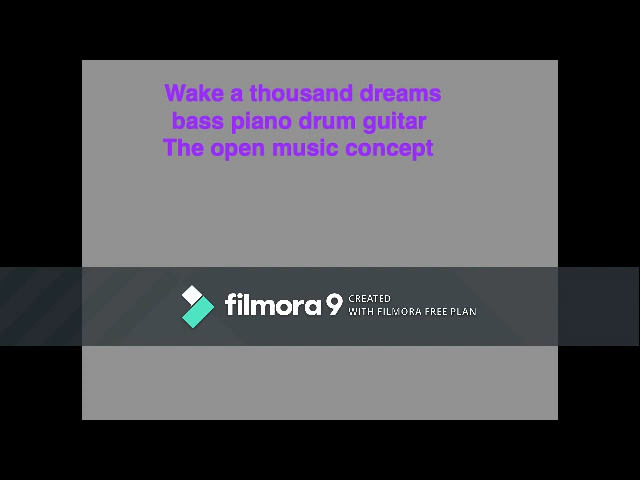 Wake a thousand dreams
bass piano drum guitar
The open music concept
filmora 9
CREATED
WITH FILMORA FREE PLAN